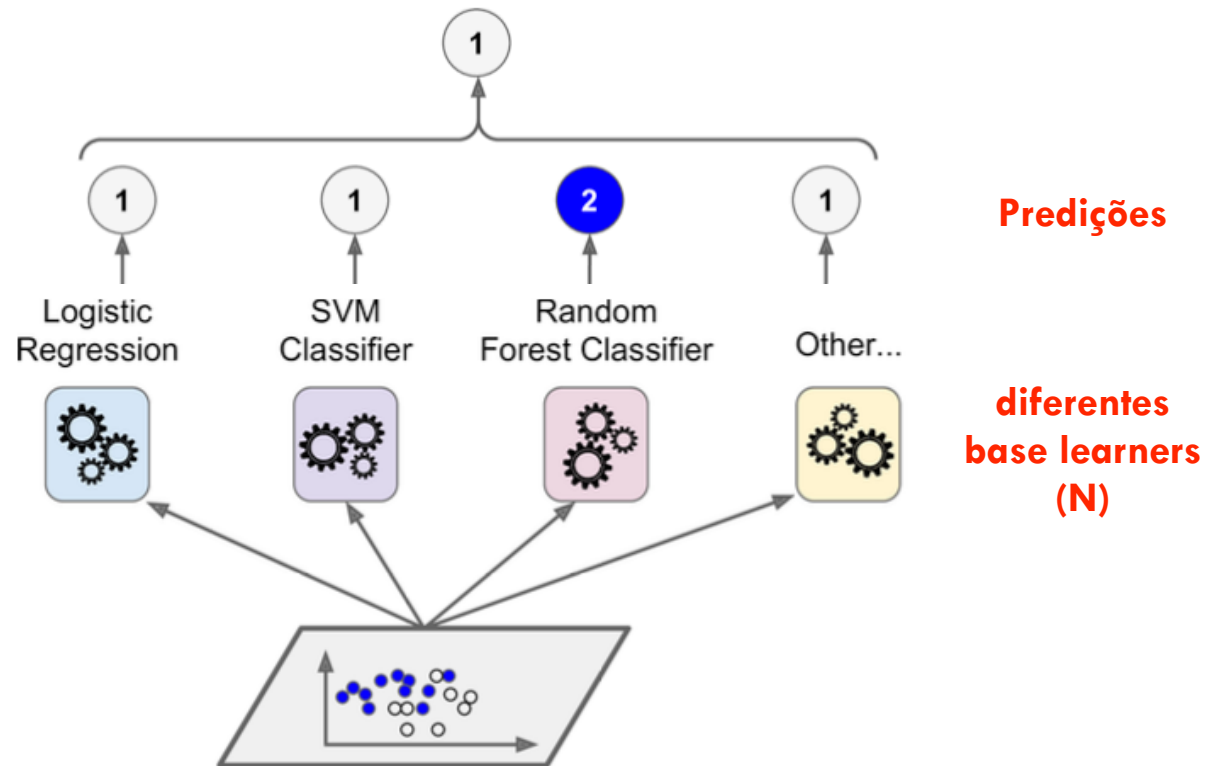 1
1
1
2
1
Predições
Logistic
Regression
SVM
Classifier
Random
Forest Classifier
Other...
diferentes
base learners
(N)